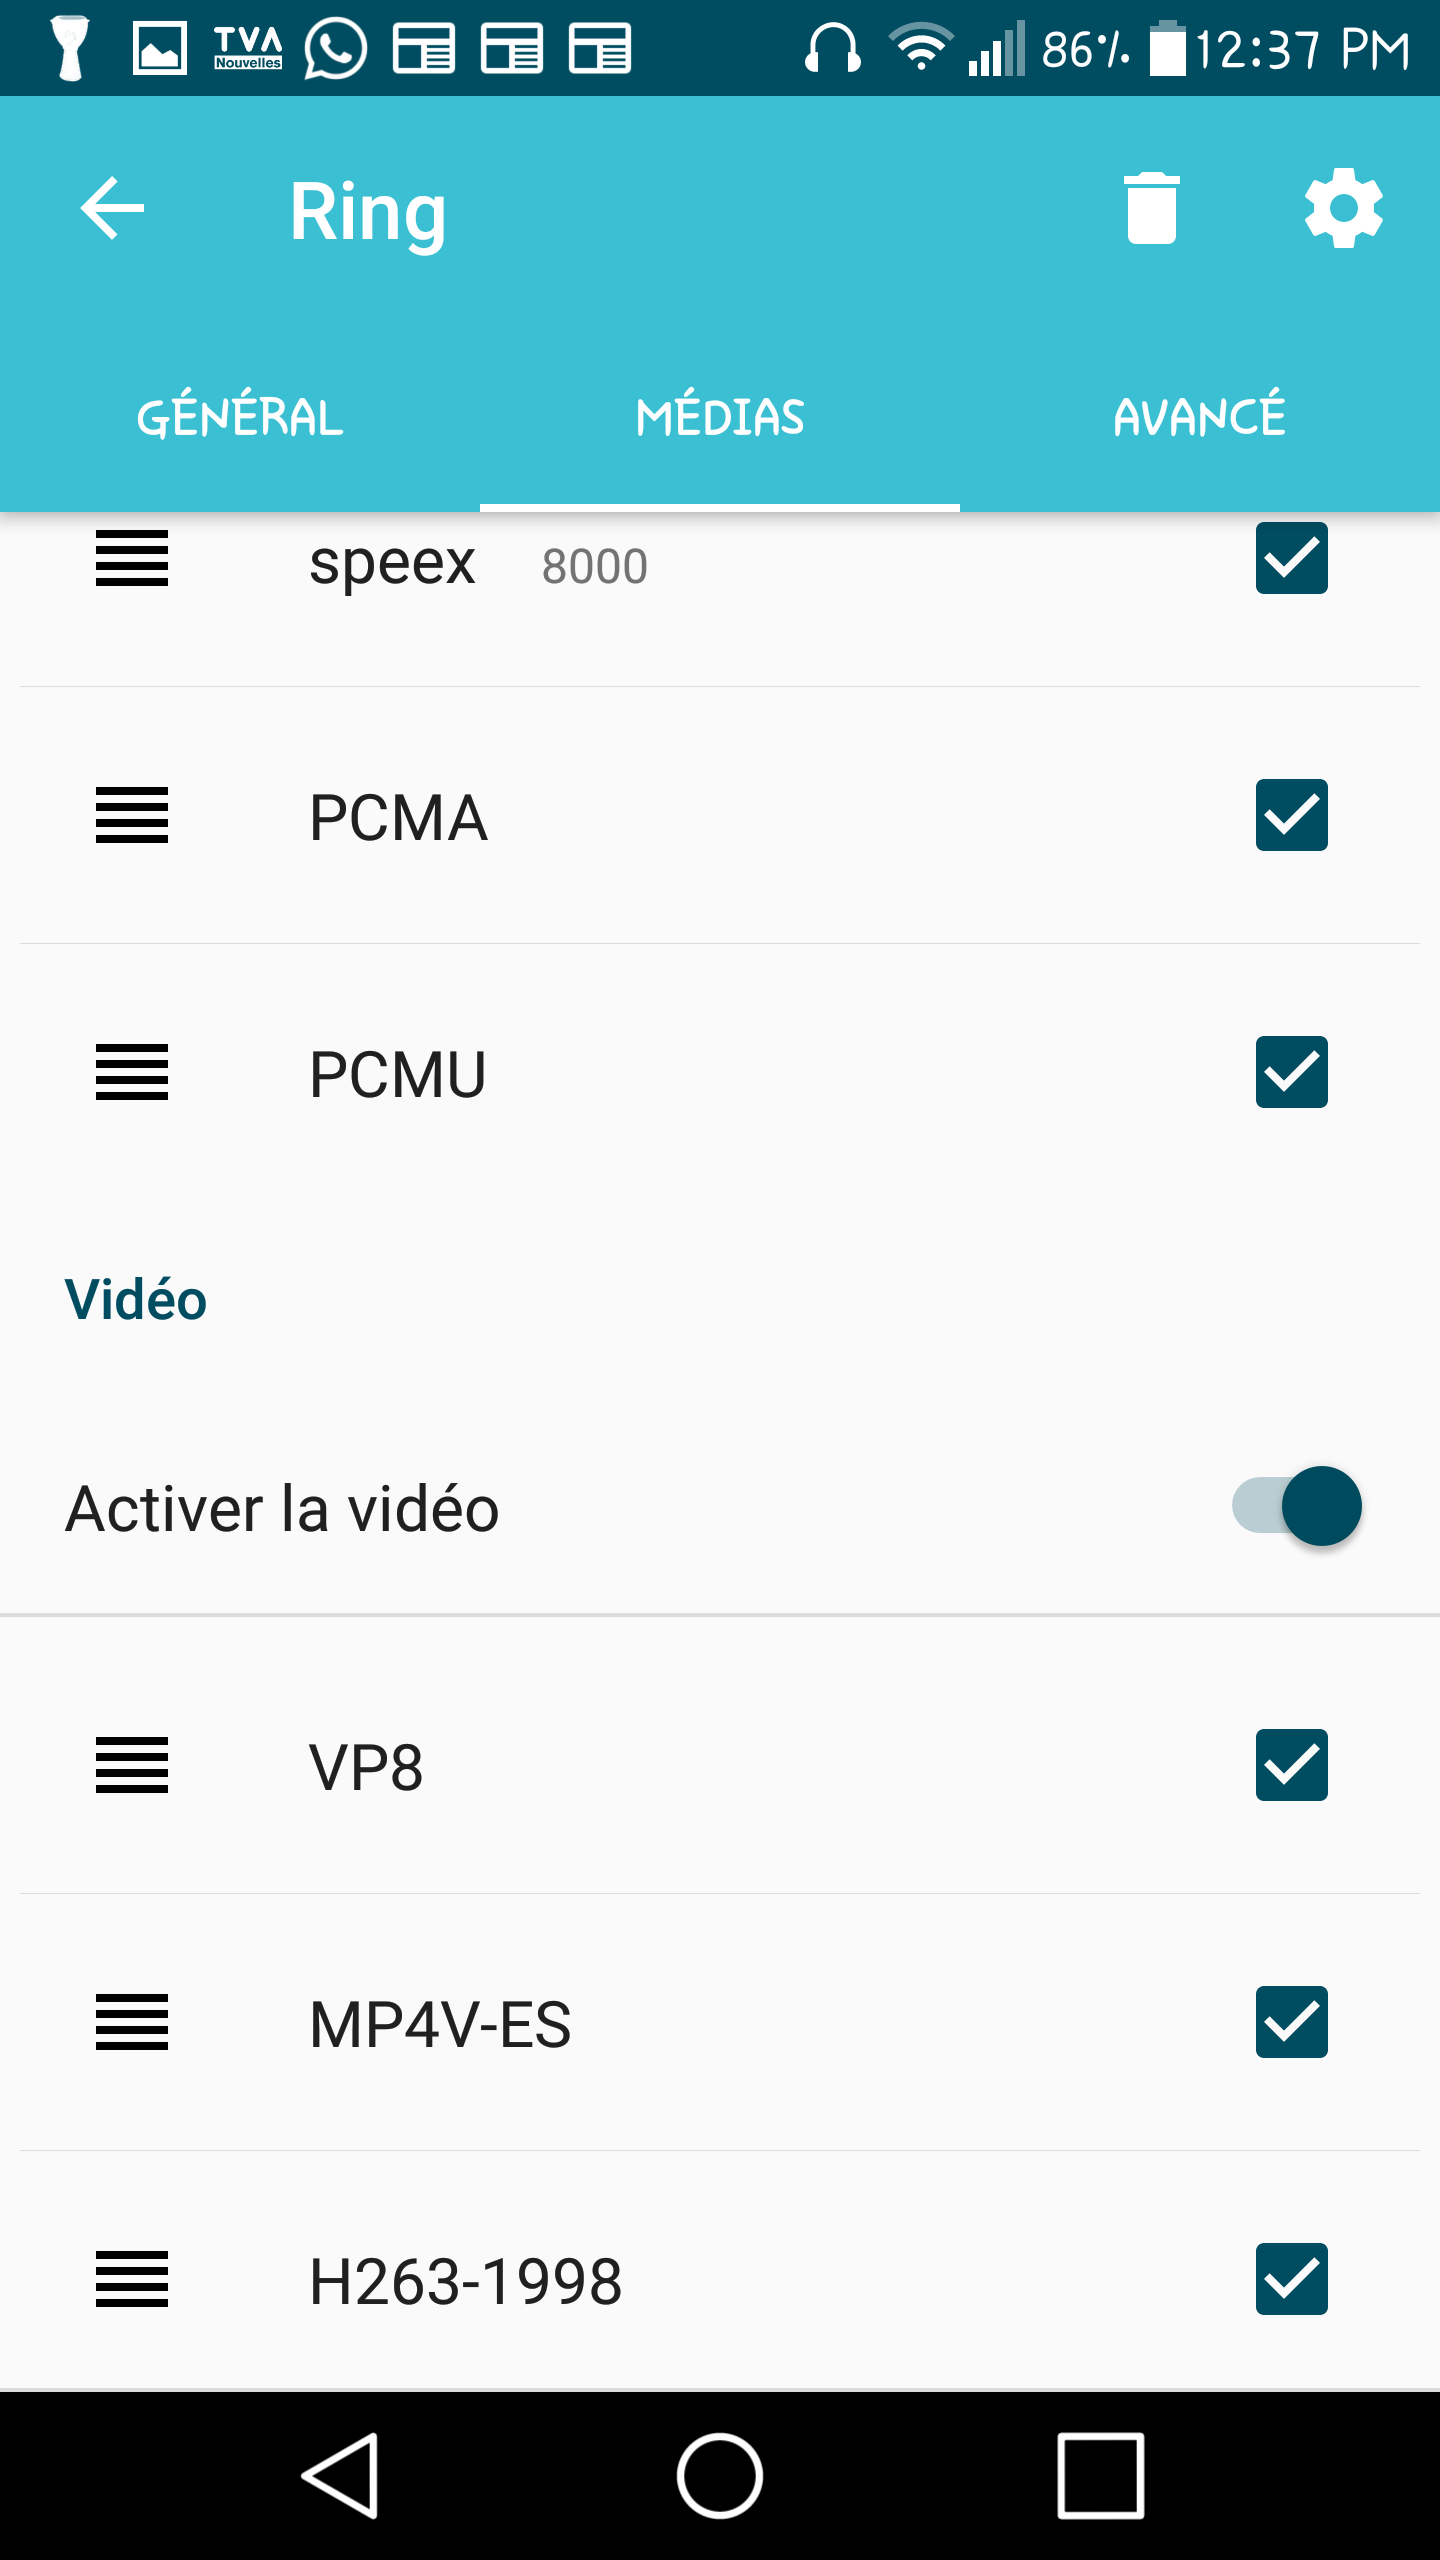 TVA Nouvelles 86% 12:37 PM
Ring
GÉNÉRAL MÉDIAS AVANCÉ
speex 8000
PCMA
PCMU
Vidéo
Activer la vidéo
VP8
MP4V-ES
H263-1998